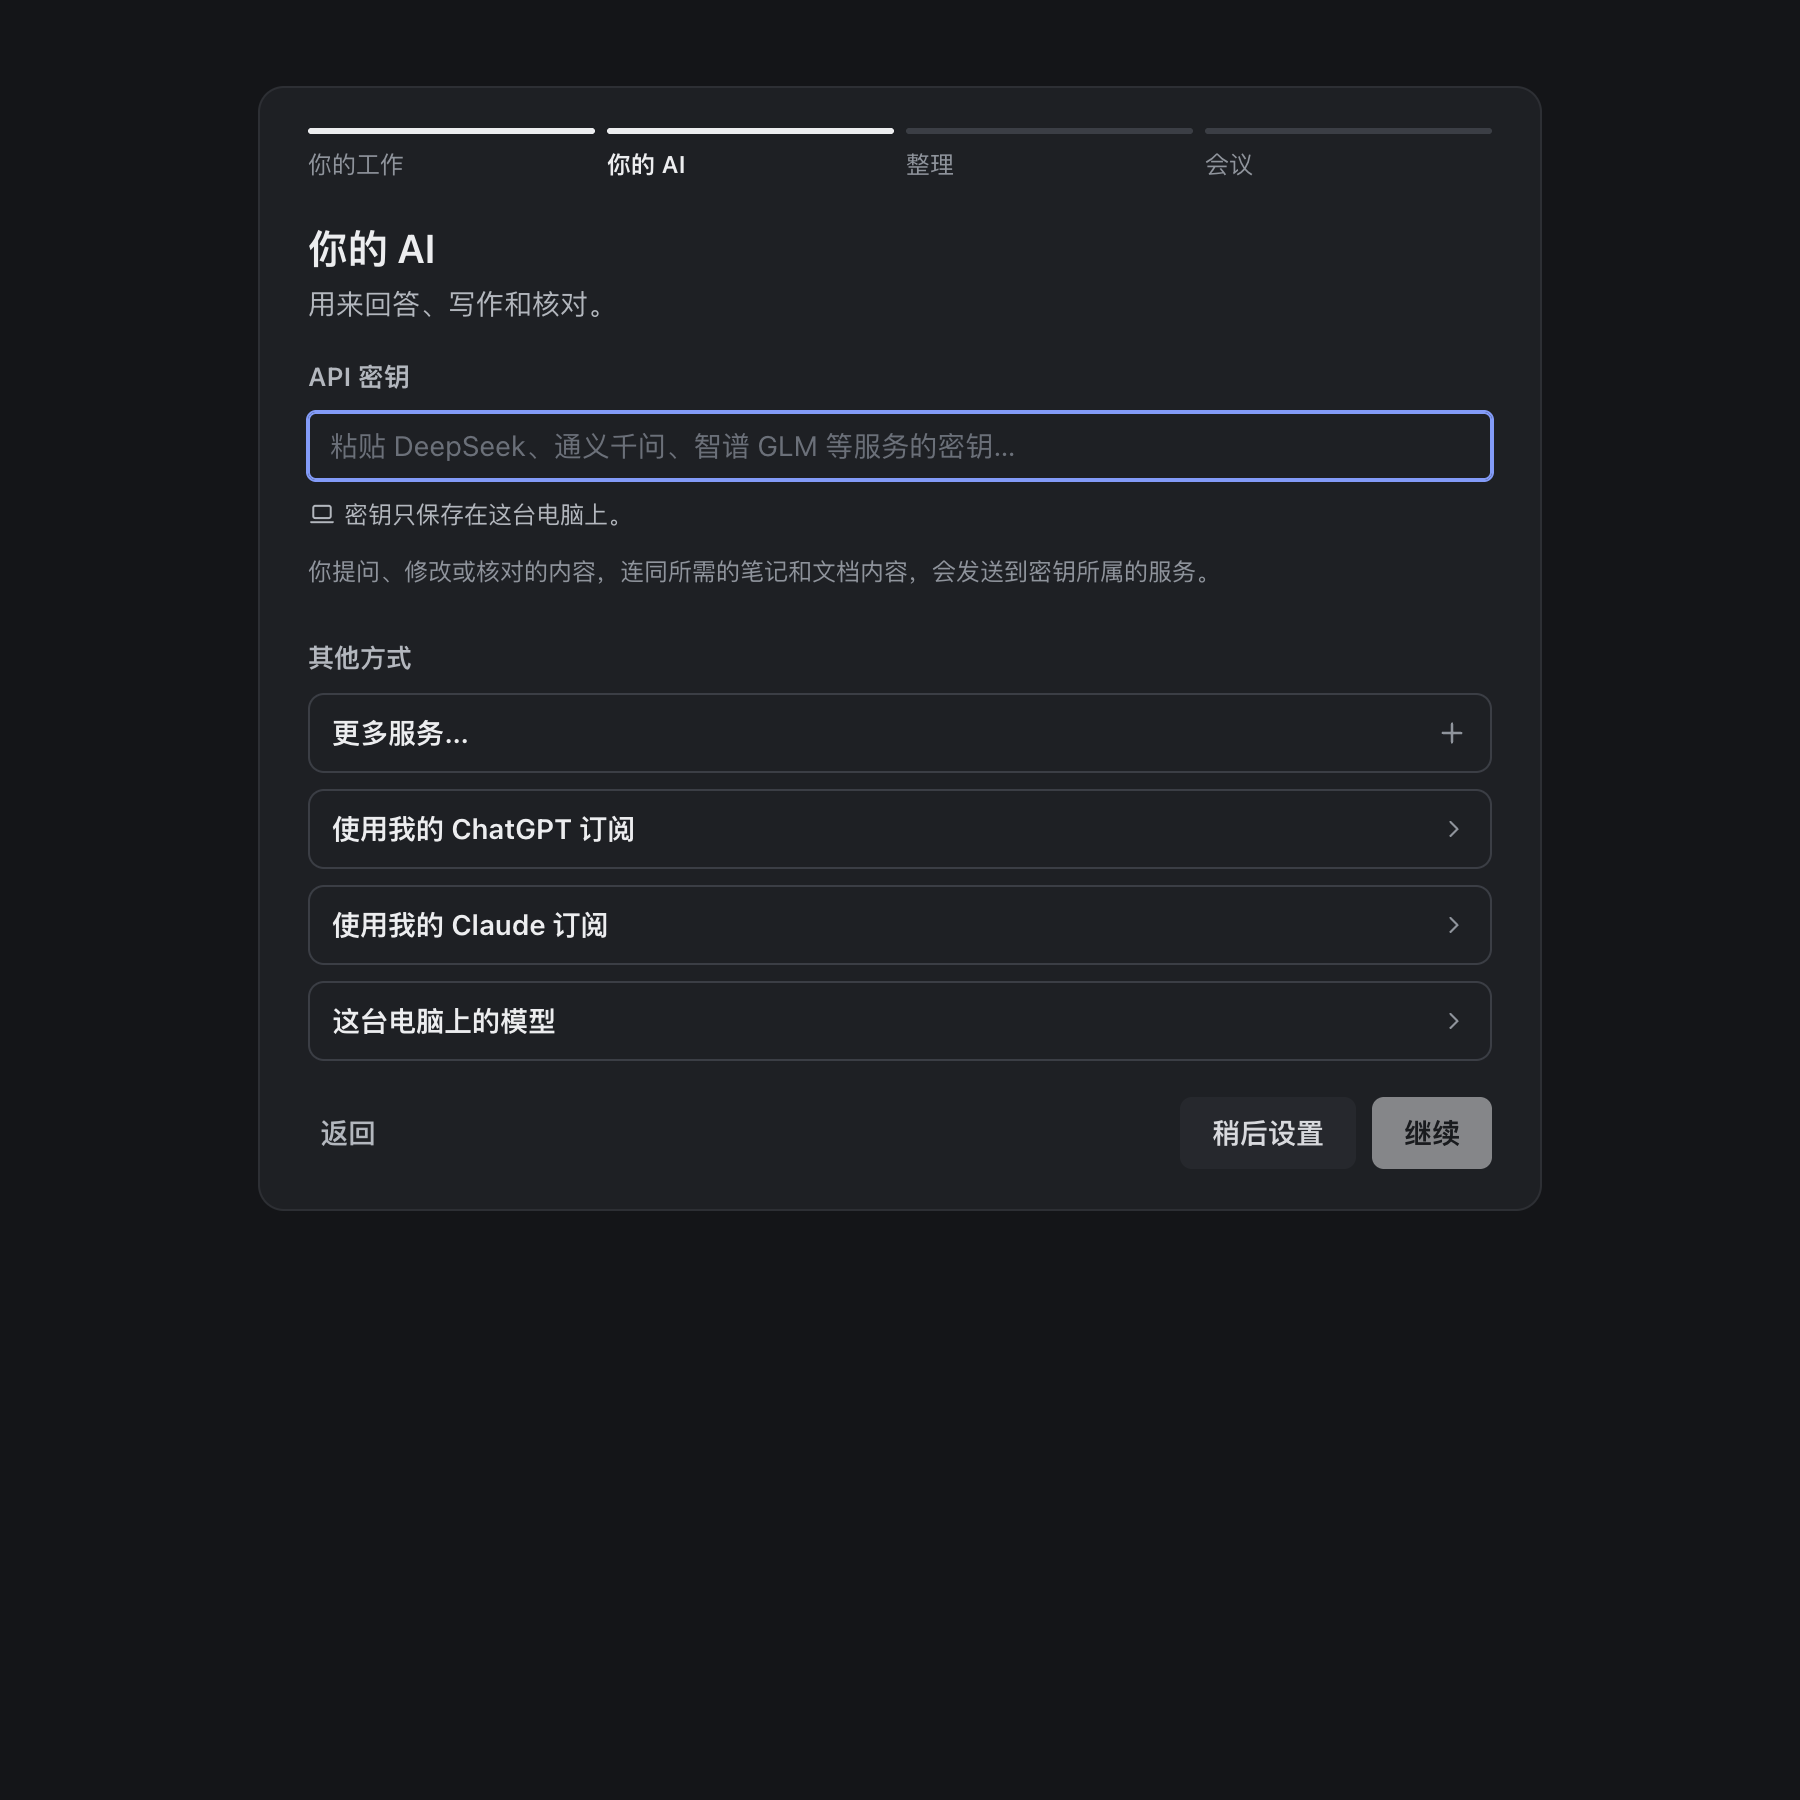 你的工作
你的 AI
整理
会议
你的 AI
用来回答、写作和核对。
API 密钥
粘贴 DeepSeek、通义千问、智谱 GLM 等服务的密钥...
密钥只保存在这台电脑上。
你提问、修改或核对的内容，连同所需的笔记和文档内容，会发送到密钥所属的服务。
其他方式
更多服务...
使用我的 ChatGPT 订阅
使用我的 Claude 订阅
这台电脑上的模型
返回
稍后设置
继续